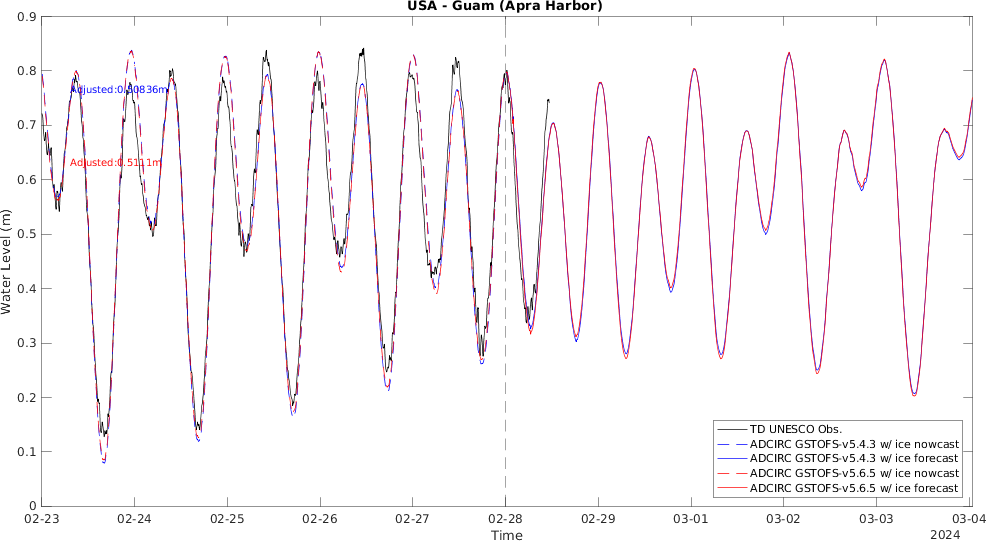 USA - Guam (Apra Harbor)
0.9
0.8
Adjusted:0.50836m
0.7
Adjusted:0.5111m
0.6
0.5
Water Level (m)
0.4
0.3
0.2
0.1
0
TD UNESCO Obs.
ADCIRC GSTOFS-v5.4.3 w/ ice nowcast
ADCIRC GSTOFS-v5.4.3 w/ ice forecast
ADCIRC GSTOFS-v5.6.5 w/ ice nowcast
ADCIRC GSTOFS-v5.6.5 w/ ice forecast
02-23 02-24 02-25 02-26 02-27 02-28 02-29 03-01 03-02 03-03 03-04
Time
2024